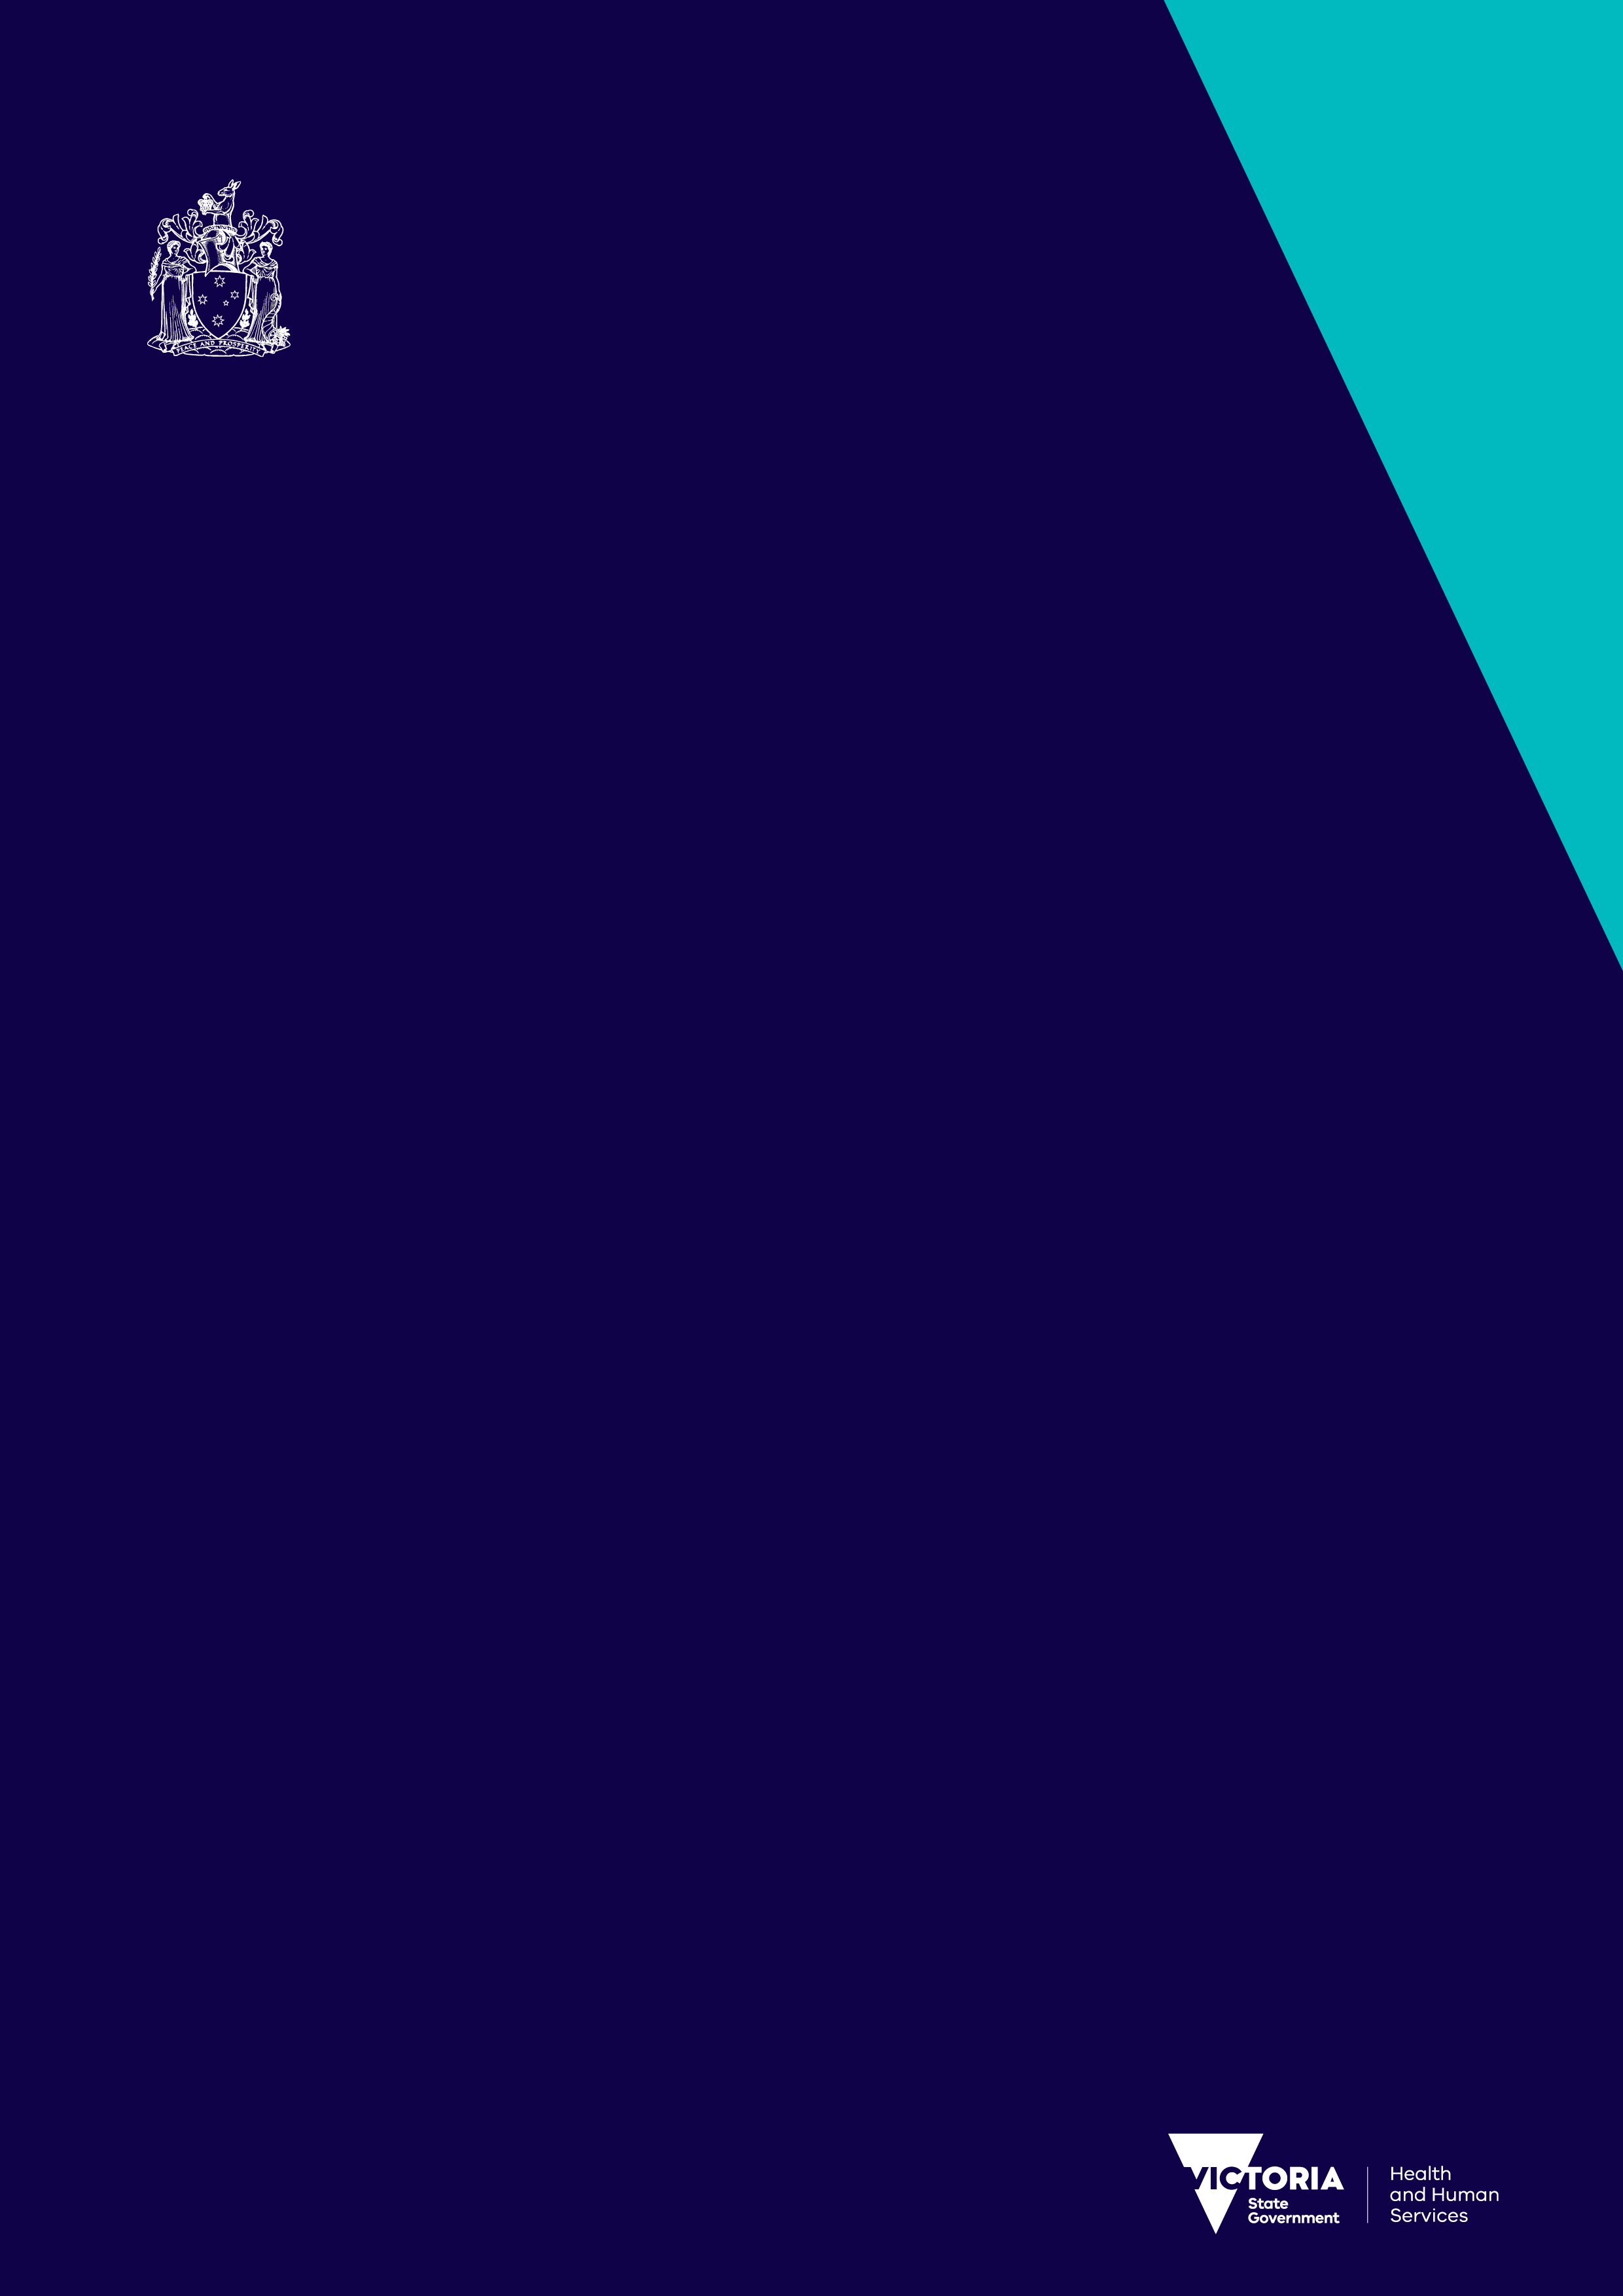 PEACE AND PROSPERITY
VICTORIA
State
Government
Health
and Human
Services